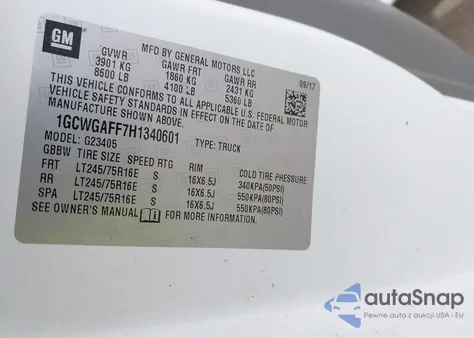 GM
MFD BY GENERAL MOTORS LLC
09/17
GVWR GAWR FRT GAWR RR
3901 KG 1860 KG 2431 KG
8600 LB 4100 LB 5360 LB
THIS VEHICLE CONFORMS TO ALL APPLICABLE U.S. FEDERAL MOTOR
VEHICLE SAFETY STANDARDS IN EFFECT ON THE DATE OF
MANUFACTURE SHOWN ABOVE.
1GCWGAFF7H1340601 TYPE: TRUCK
MODEL: G23405
GBBW TIRE SIZE SPEED RTG RIM COLD TIRE PRESSURE
FRT LT245/75R16E S 16X6.5J 340KPA(50PSI)
RR LT245/75R16E S 16X6.5J 550KPA(80PSI)
SPA LT245/75R16E S 16X6.5J 550KPA(80PSI)
SEE OWNER'S MANUAL FOR MORE INFORMATION.
autoSnap
Pewne auta z aukcji USA i EU